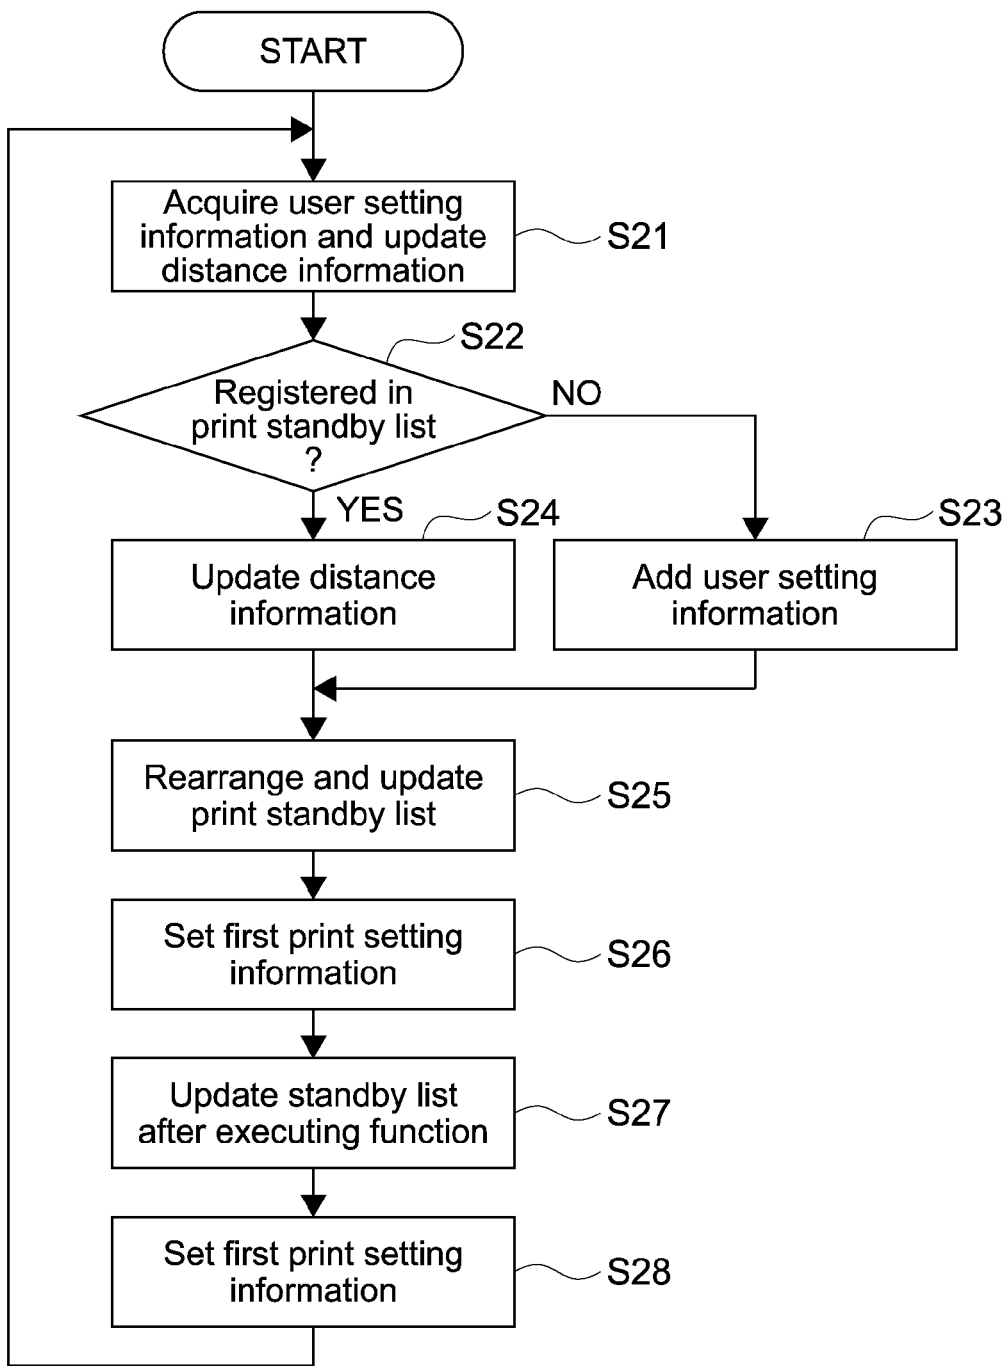 START
Acquire user setting
information and update
distance information
S21
S22
Registered in
print standby list
?
NO
YES
S24
S23
Update distance
information
Add user setting
information
Rearrange and update
print standby list
S25
Set first print setting
information
S26
Update standby list
after executing function
S27
Set first print setting
information
S28